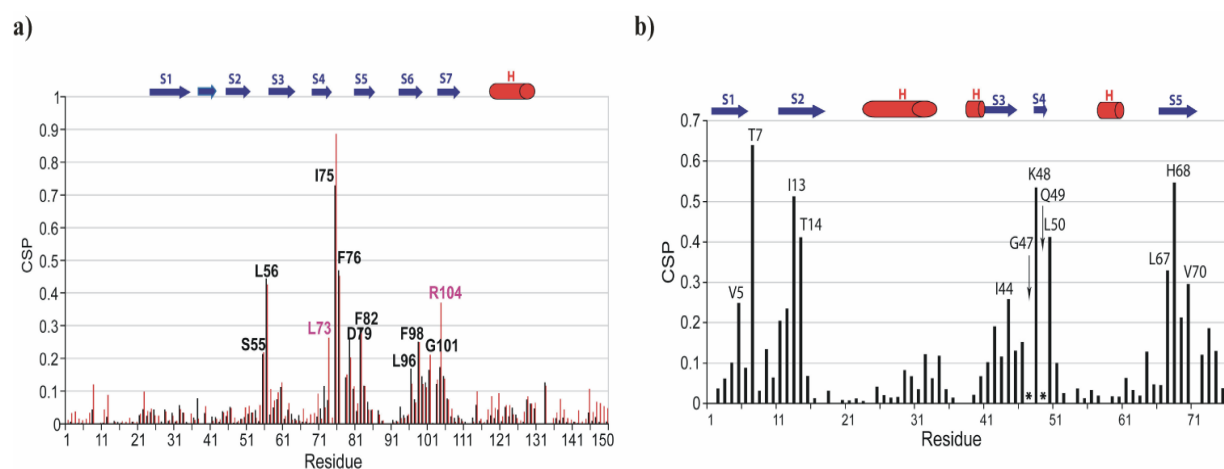 a)
S1 S2 S3 S4 S5 S6 S7 H
1
0.9
0.8
0.7
0.6
0.5
0.4
0.3
0.2
0.1
0
CSP
I75
F76
L56
R104
L73
F82
D79
S55
F98
G101
L96
1 11 21 31 41 51 61 71 81 91 101 111 121 131 141 150
Residue
b)
S1 S2 H H S3 S4 H S5
0.7
0.6
0.5
0.4
0.3
0.2
0.1
0
CSP
T7
K48
H68
Q49
I13
T14
G47
L50
L67
V70
V5
I44
* *
1 11 21 31 41 51 61 71
Residue